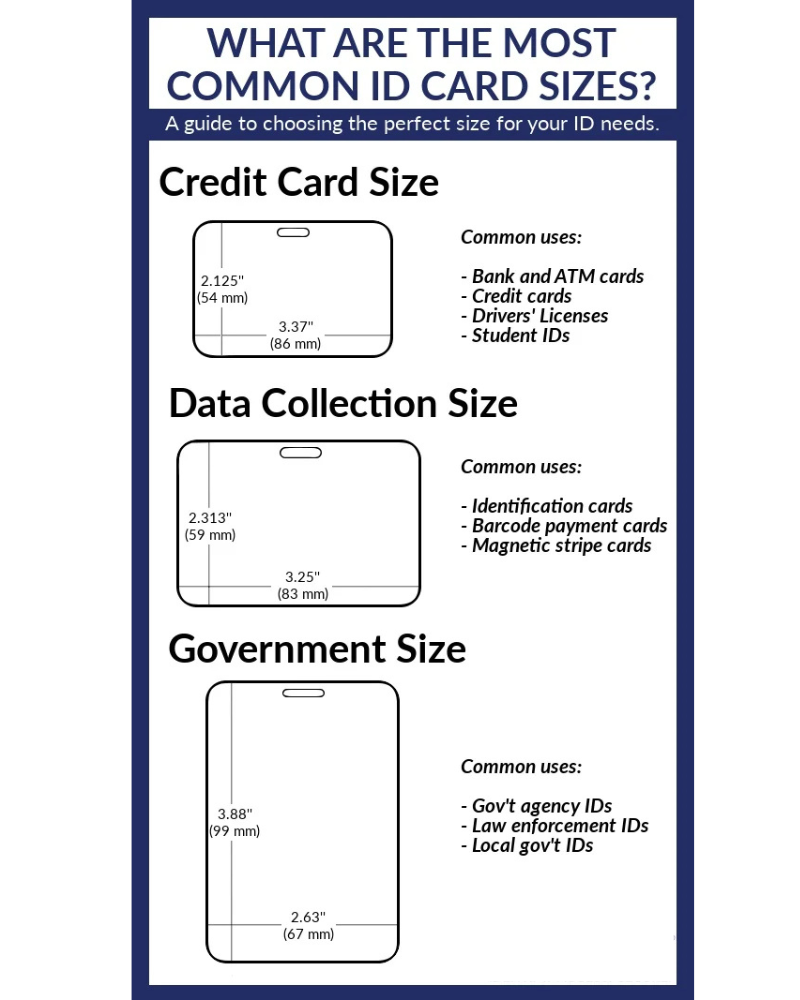 WHAT ARE THE MOST
COMMON ID CARD SIZES?
A guide to choosing the perfect size for your ID needs.
Credit Card Size
2.125"
(54 mm)
3.37"
(86 mm)
Common uses:
- Bank and ATM cards
- Credit cards
- Drivers' Licenses
- Student IDs
Data Collection Size
2.313"
(59 mm)
3.25"
(83 mm)
Common uses:
- Identification cards
- Barcode payment cards
- Magnetic stripe cards
Government Size
3.88"
(99 mm)
2.63"
(67 mm)
Common uses:
- Gov't agency IDs
- Law enforcement IDs
- Local gov't IDs